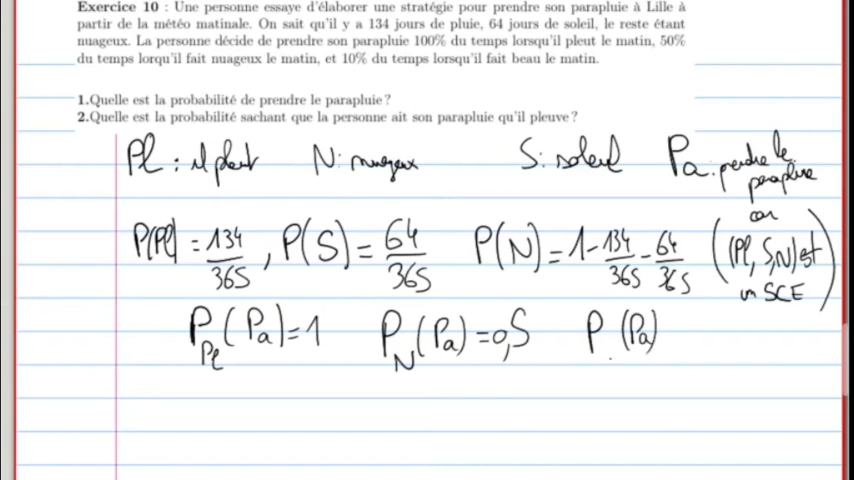 Exercice 10 : Une personne essaye d'élaborer une stratégie pour prendre son parapluie à Lille à
partir de la météo matinale. On sait qu'il y a 134 jours de pluie, 64 jours de soleil, le reste étant
nuageux. La personne décide de prendre son parapluie 100% du temps lorsqu'il pleut le matin, 50%
du temps lorqu'il fait nuageux le matin, et 10% du temps lorsqu'il fait beau le matin.
1.Quelle est la probabilité de prendre le parapluie ?
2.Quelle est la probabilité sachant que la personne ait son parapluie qu'il pleuve ?
Pl : il pleut N : nuageux S : soleil Pa : prendre le parapluie
P(Pl) = 134/365, P(S) = 64/365 P(N) = 1 - 134/365 - 64/365 (car (Pl, S, N) est un SCE)
P_Pl(Pa) = 1 P_N(Pa) = 0,5 P (Pa)